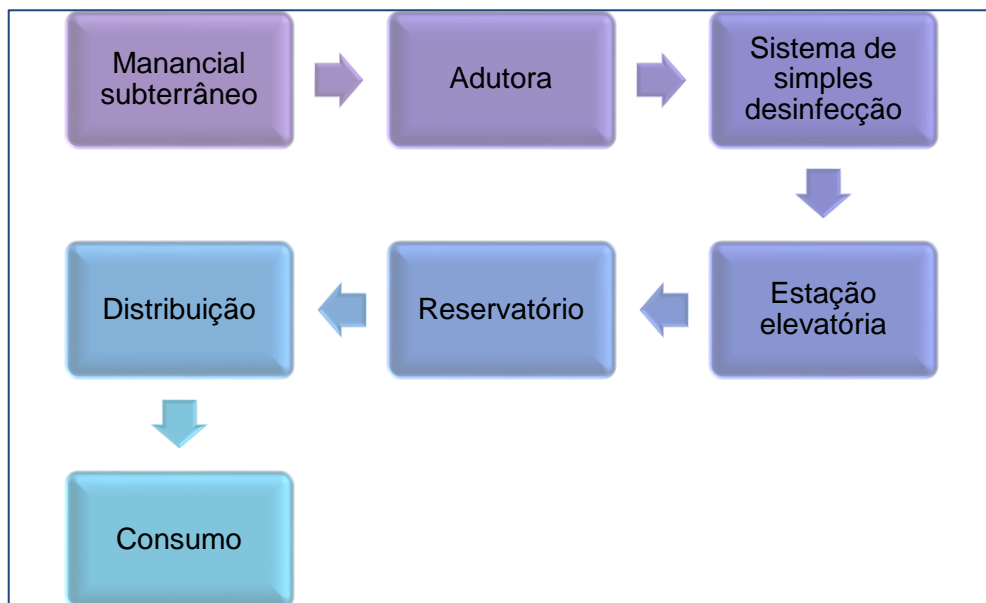 Manancial
subterrâneo
Adutora
Sistema de
simples
desinfecção
Estação
elevatória
Reservatório
Distribuição
Consumo